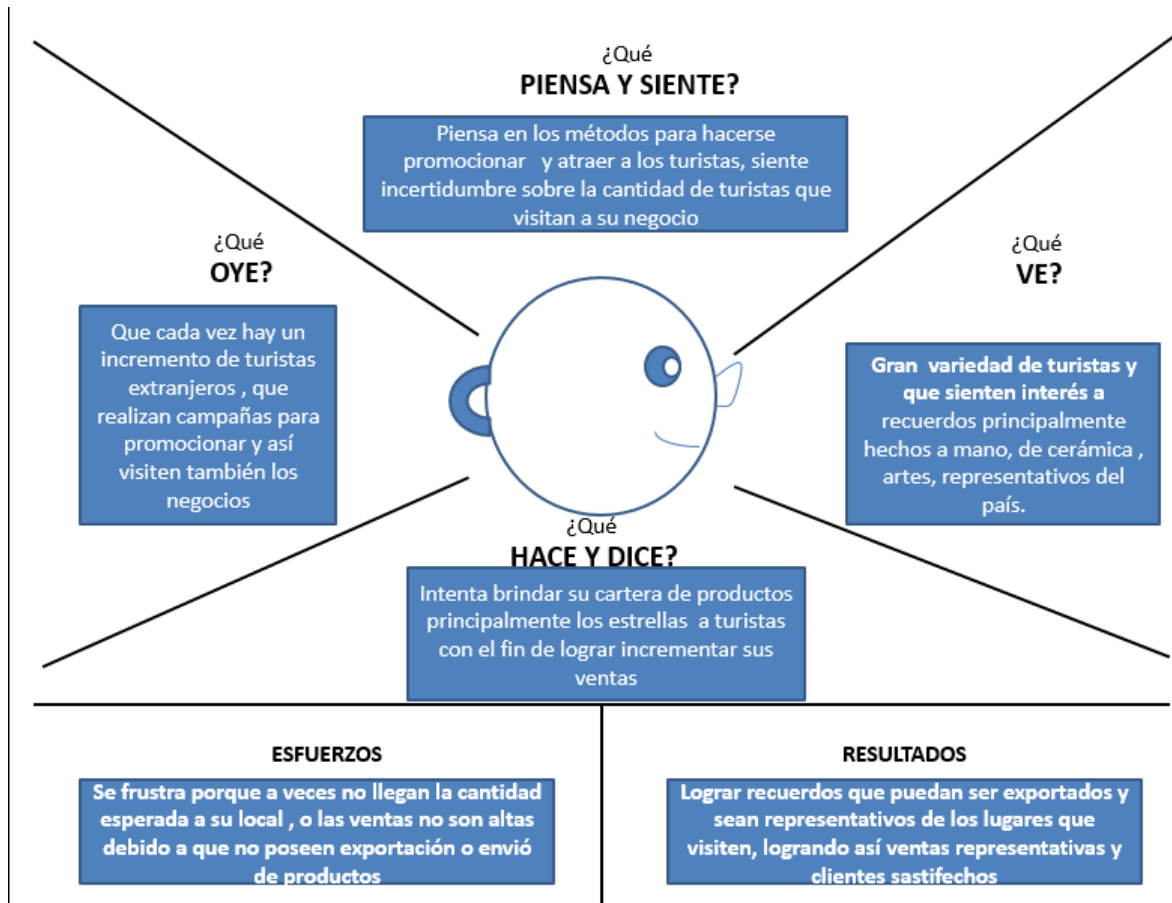 ¿Qué
PIENSA Y SIENTE?
Piensa en los métodos para hacerse
promocionar y atraer a los turistas, siente
incertidumbre sobre la cantidad de turistas que
visitan a su negocio
¿Qué
OYE?
Que cada vez hay un
incremento de turistas
extranjeros , que
realizan campañas para
promocionar y así
visiten también los
negocios
¿Qué
VE?
Gran variedad de turistas y
que sienten interés a
recuerdos principalmente
hechos a mano, de cerámica ,
artes, representativos del
país.
¿Qué
HACE Y DICE?
Intenta brindar su cartera de productos
principalmente los estrellas a turistas
con el fin de lograr incrementar sus
ventas
ESFUERZOS
Se frustra porque a veces no llegan la cantidad
esperada a su local , o las ventas no son altas
debido a que no poseen exportación o envió
de productos
RESULTADOS
Lograr recuerdos que puedan ser exportados y
sean representativos de los lugares que
visiten, logrando así ventas representativas y
clientes sastifechos